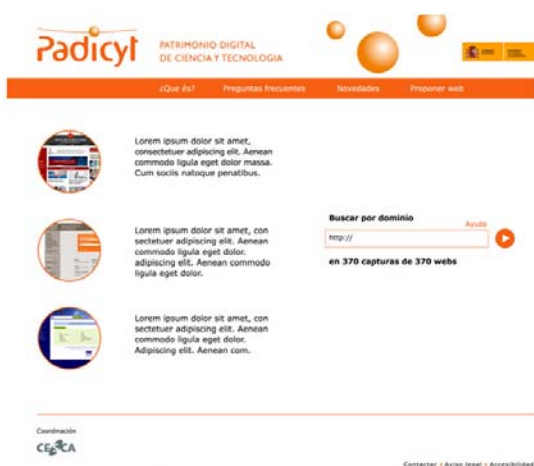 Padicyt
PATRIMONIO DIGITAL
DE CIENCIA Y TECNOLOGIA
¿Que és?
Preguntas frecuentes
Novedades
Proponer web
Lorem ipsum dolor sit amet,
consectetuer adipiscing elit. Aenean
commodo ligula eget dolor massa.
Cum sociis natoque penatibus.
Lorem ipsum dolor sit amet, con
sectetuer adipiscing elit. Aenean
commodo ligula eget dolor.
adipiscing elit. Aenean commodo
ligula eget dolor.
Buscar por dominio
Ayuda
http://
en 370 capturas de 370 webs
Lorem ipsum dolor sit amet, con
sectetuer adipiscing elit. Aenean
commodo ligula eget dolor.
Adipiscing elit. Aenean com.
Coordinación
CESCA
Contactar • Aviso legal • Accesibilidad